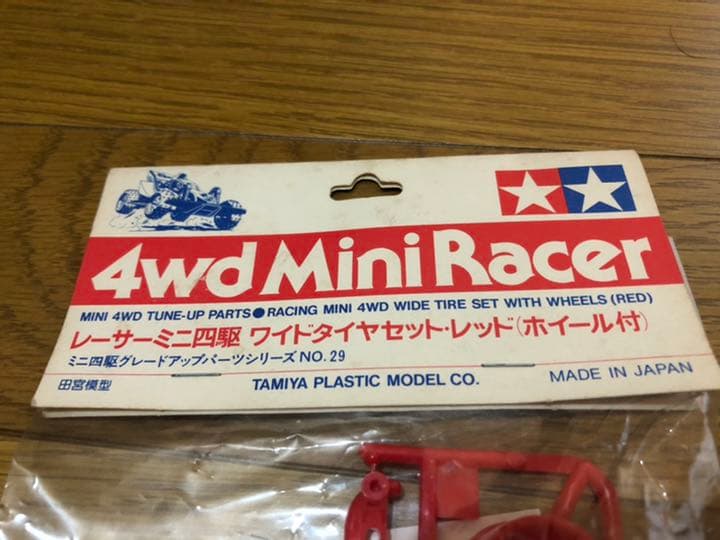 4wd Mini Racer
MINI 4WD TUNE-UP PARTS●RACING MINI 4WD WIDE TIRE SET WITH WHEELS (RED)
レーサーミニ四駆 ワイドタイヤセット・レッド(ホイール付)
ミニ四駆グレードアップパーツシリーズ NO. 29
田宮模型 TAMIYA PLASTIC MODEL CO. MADE IN JAPAN